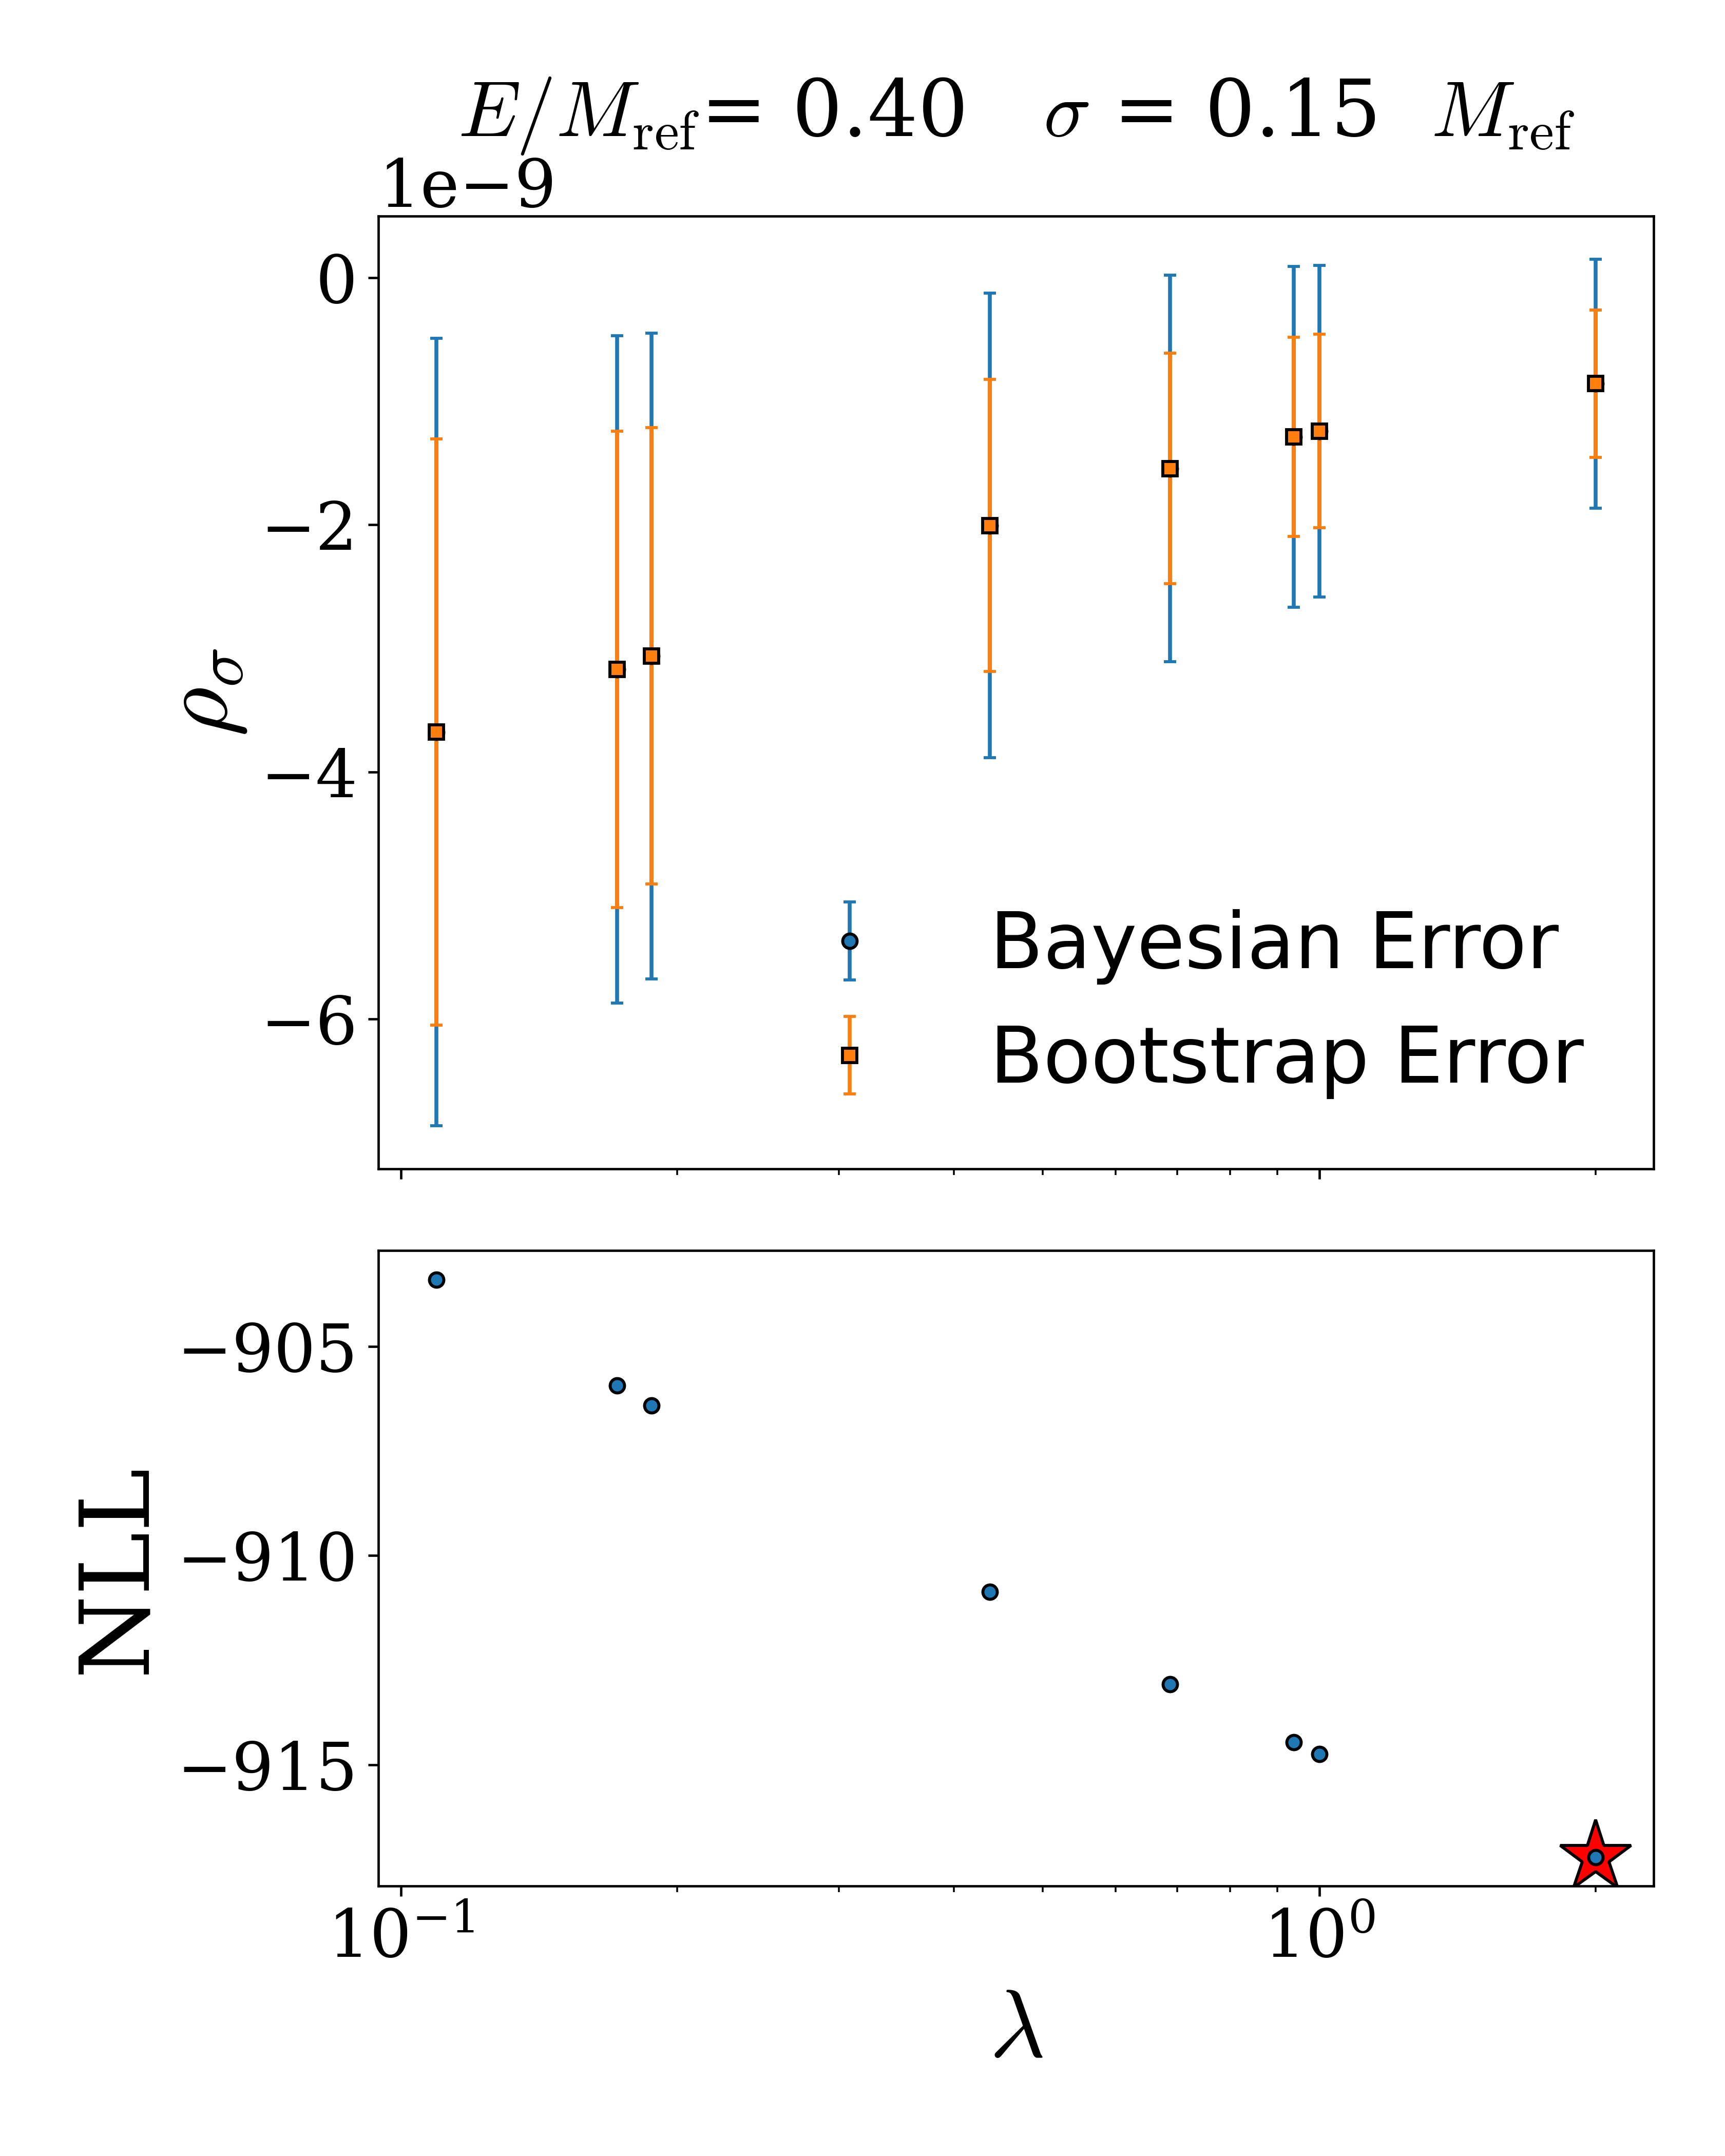 E/M_ref= 0.40 σ = 0.15 M_ref
1e−9
0
−2
−4
−6
ρ_σ
Bayesian Error
Bootstrap Error
−905
−910
−915
NLL
10^−1
10^0
λ